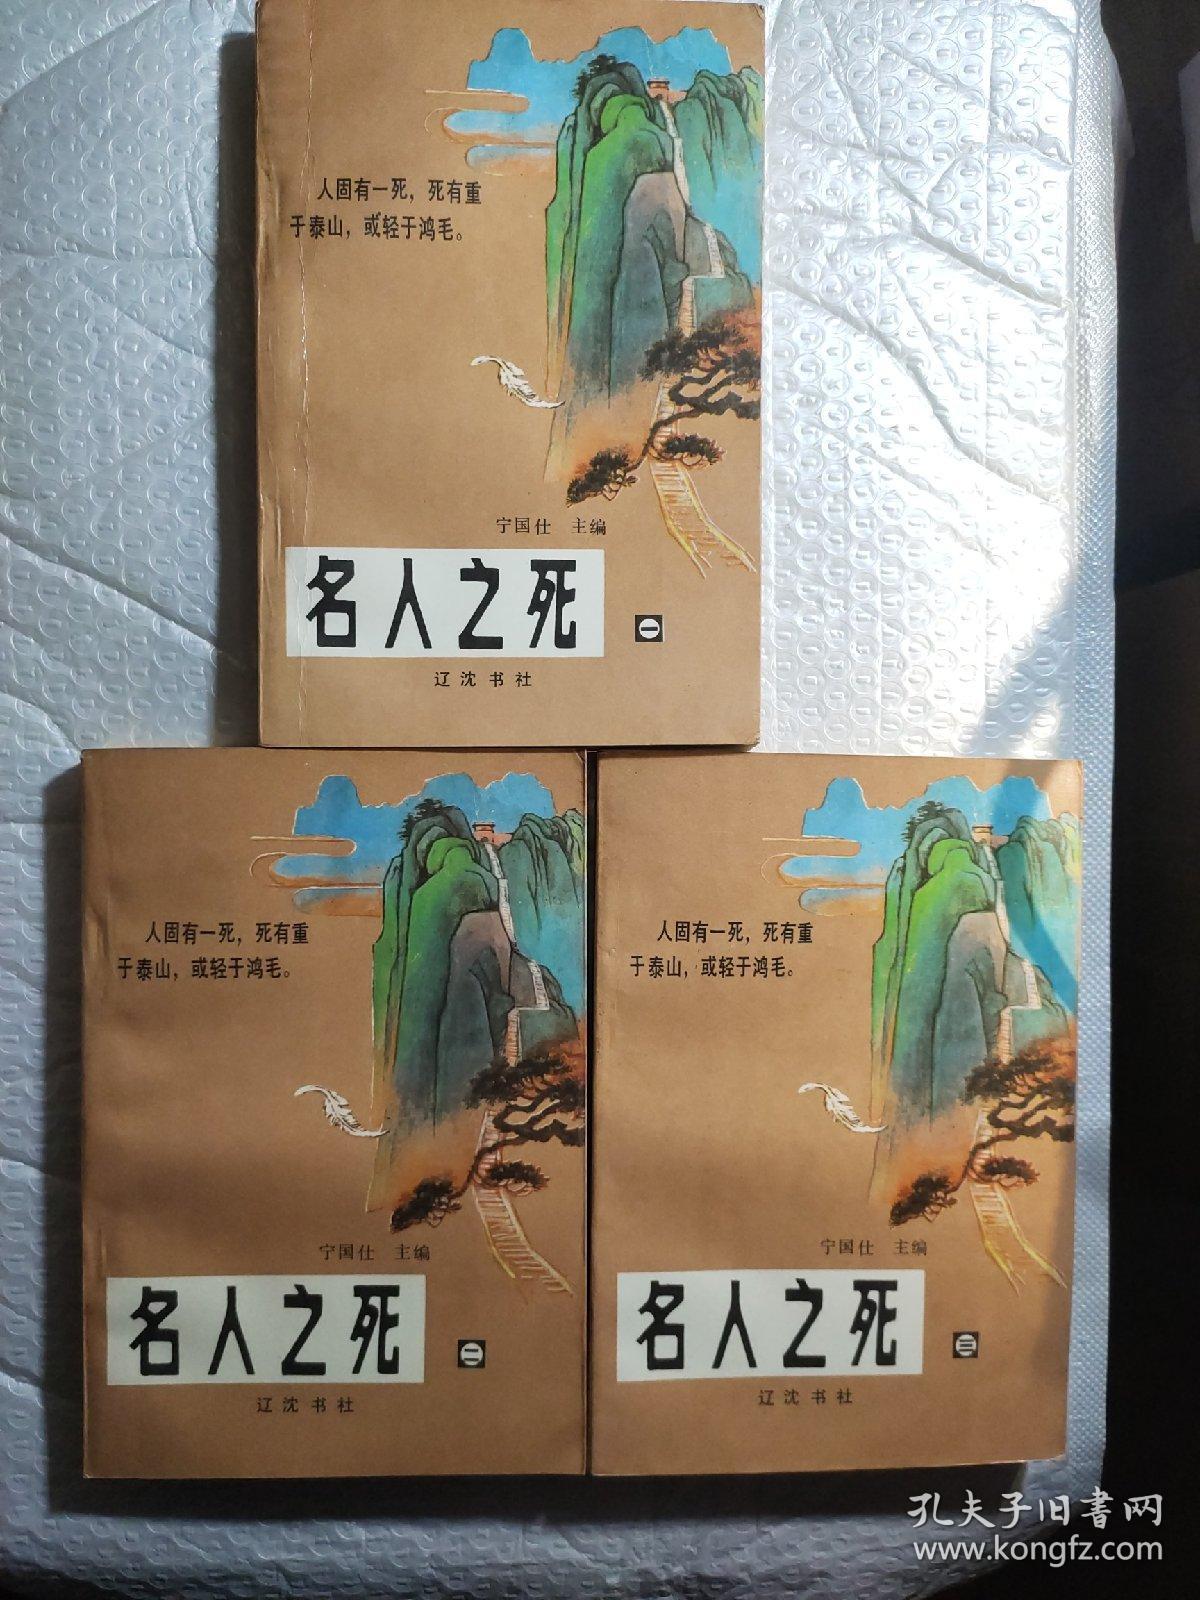 人固有一死，死有重
于泰山，或轻于鸿毛。
宁国仕 主编
名人之死 一
辽沈书社
人固有一死，死有重
于泰山，或轻于鸿毛。
宁国仕 主编
名人之死 二
辽沈书社
人固有一死，死有重
于泰山，或轻于鸿毛。
宁国仕 主编
名人之死 三
辽沈书社
孔夫子旧書网
www.kongfz.com